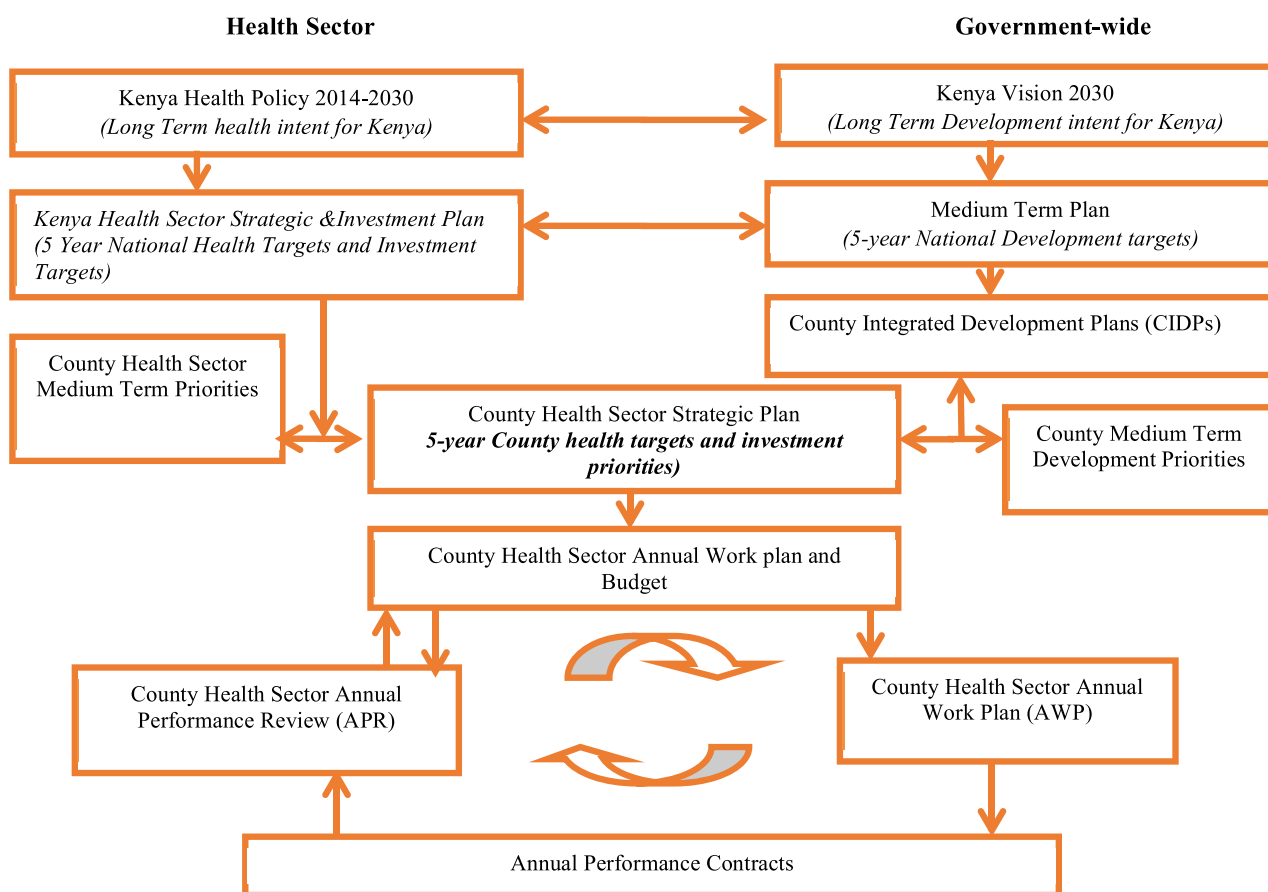 Health Sector
Government-wide
Kenya Health Policy 2014-2030
(Long Term health intent for Kenya)
Kenya Vision 2030
(Long Term Development intent for Kenya)
Kenya Health Sector Strategic &Investment Plan
(5 Year National Health Targets and Investment
Targets)
Medium Term Plan
(5-year National Development targets)
County Integrated Development Plans (CIDPs)
County Health Sector
Medium Term Priorities
County Health Sector Strategic Plan
5-year County health targets and investment
priorities)
County Medium Term
Development Priorities
County Health Sector Annual Work plan and
Budget
County Health Sector Annual
Performance Review (APR)
County Health Sector Annual
Work Plan (AWP)
Annual Performance Contracts